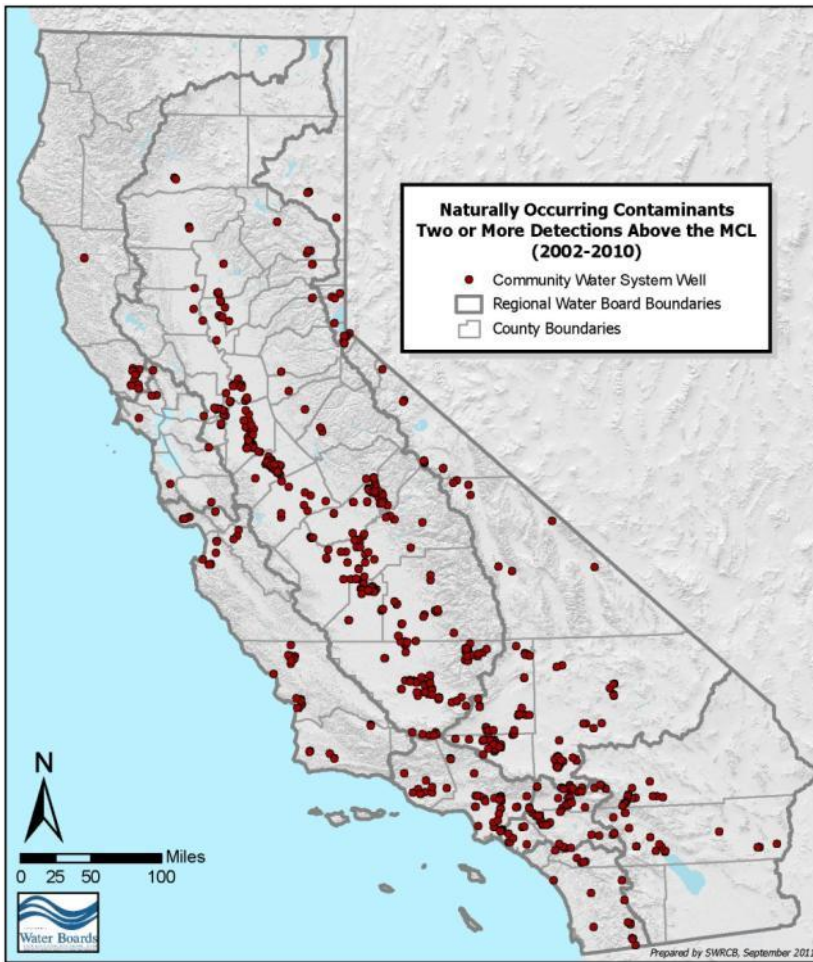 Naturally Occurring Contaminants
Two or More Detections Above the MCL
(2002-2010)
Community Water System Well
Regional Water Board Boundaries
County Boundaries
N
Miles
0 25 50 100
Water Boards
Prepared by SWRCB, September 2011